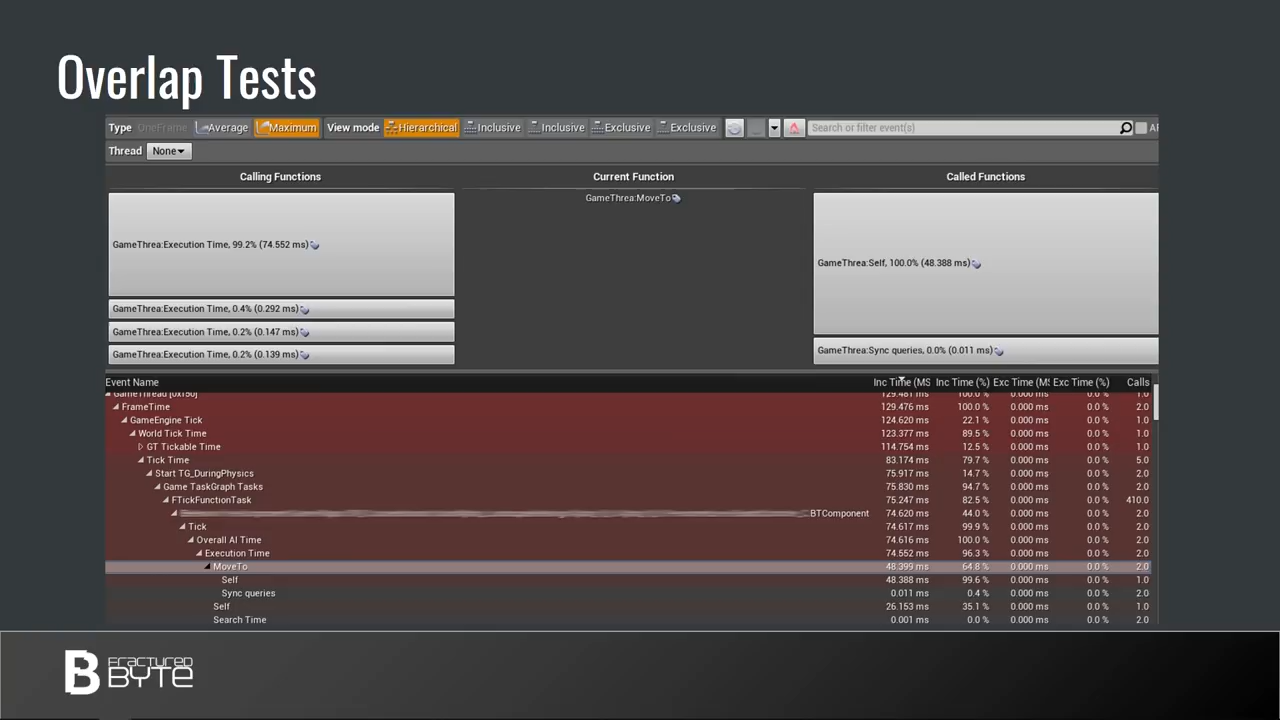 Overlap Tests
Type OneFrame Average Maximum View mode Hierarchical Inclusive Inclusive Exclusive Exclusive Search or filter event(s)
Thread None
Calling Functions Current Function Called Functions
GameThrea:MoveTo
GameThrea:Execution Time, 99.2% (74.552 ms)
GameThrea:Self, 100.0% (48.388 ms)
GameThrea:Execution Time, 0.4% (0.292 ms)
GameThrea:Execution Time, 0.2% (0.147 ms)
GameThrea:Sync queries, 0.0% (0.011 ms)
GameThrea:Execution Time, 0.2% (0.139 ms)
Event Name Inc Time (MS Inc Time (%) Exc Time (M Exc Time (%) Calls
GameThread [0x150] 129.481 ms 100.0 % 0.000 ms 0.0 % 1.0
FrameTime 129.476 ms 100.0 % 0.000 ms 0.0 % 2.0
GameEngine Tick 124.620 ms 22.1 % 0.000 ms 0.0 % 1.0
World Tick Time 123.377 ms 89.5 % 0.000 ms 0.0 % 1.0
GT Tickable Time 114.754 ms 12.5 % 0.000 ms 0.0 % 1.0
Tick Time 83.174 ms 79.7 % 0.000 ms 0.0 % 5.0
Start TG_DuringPhysics 75.917 ms 14.7 % 0.000 ms 0.0 % 2.0
Game TaskGraph Tasks 75.830 ms 94.7 % 0.000 ms 0.0 % 2.0
FTickFunctionTask 75.247 ms 82.5 % 0.000 ms 0.0 % 410.0
BTComponent 74.620 ms 44.0 % 0.000 ms 0.0 % 2.0
Tick 74.617 ms 99.9 % 0.000 ms 0.0 % 2.0
Overall AI Time 74.616 ms 100.0 % 0.000 ms 0.0 % 2.0
Execution Time 74.552 ms 96.3 % 0.000 ms 0.0 % 2.0
MoveTo 48.399 ms 64.8 % 0.000 ms 0.0 % 2.0
Self 48.388 ms 99.6 % 0.000 ms 0.0 % 1.0
Sync queries 0.011 ms 0.4 % 0.000 ms 0.0 % 2.0
Self 26.153 ms 35.1 % 0.000 ms 0.0 % 1.0
Search Time 0.001 ms 0.0 % 0.000 ms 0.0 % 2.0
B Fractured
BYTE